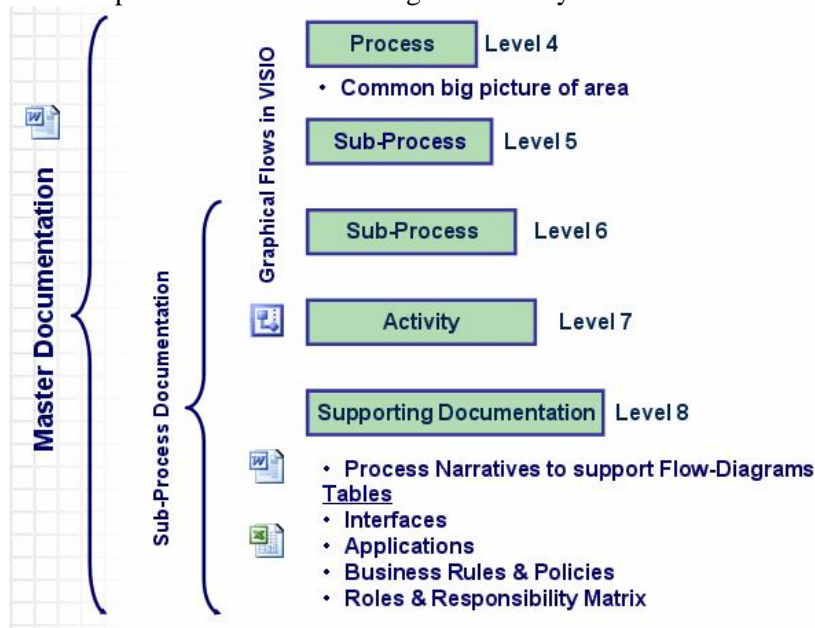 Process Level 4
• Common big picture of area
Sub-Process Level 5
Sub-Process Level 6
Activity Level 7
Supporting Documentation Level 8
• Process Narratives to support Flow-Diagrams
Tables
• Interfaces
• Applications
• Business Rules & Policies
• Roles & Responsibility Matrix
Master Documentation
Sub-Process Documentation
Graphical Flows in VISIO